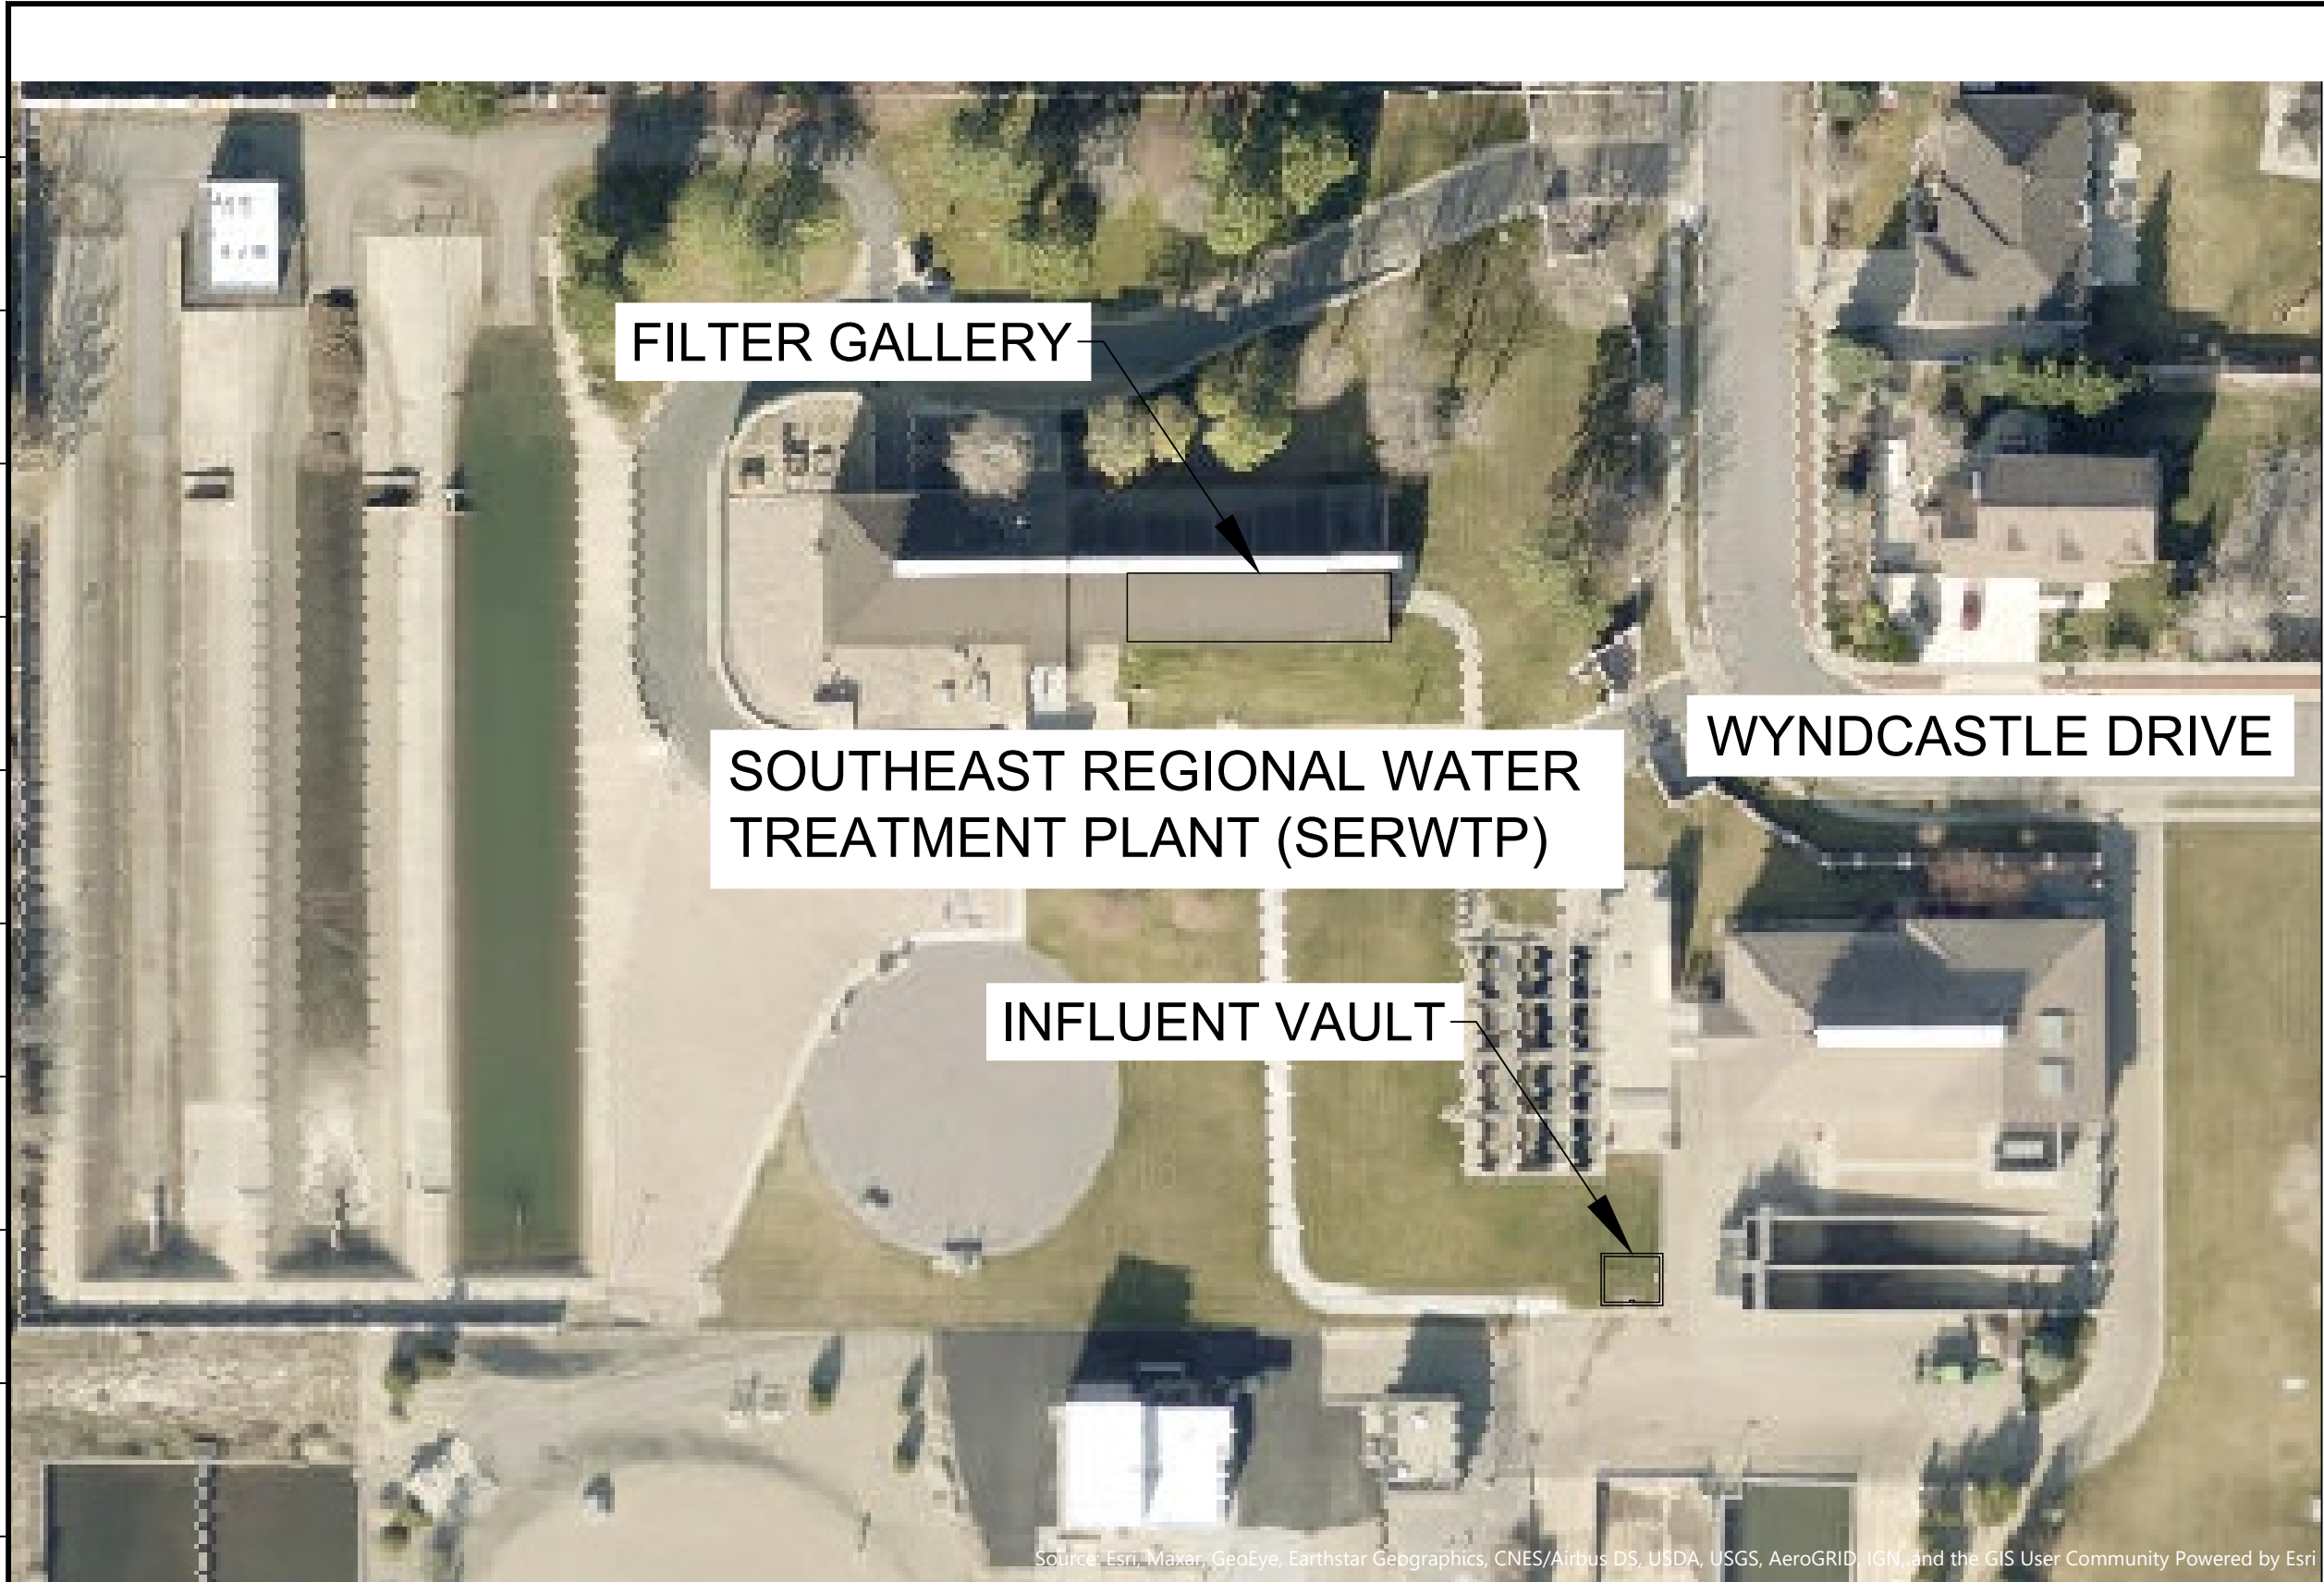 FILTER GALLERY
WYNDCASTLE DRIVE
SOUTHEAST REGIONAL WATER
TREATMENT PLANT (SERWTP)
INFLUENT VAULT
Source: Esri, Maxar, GeoEye, Earthstar Geographics, CNES/Airbus DS, USDA, USGS, AeroGRID, IGN, and the GIS User Community Powered by Esri